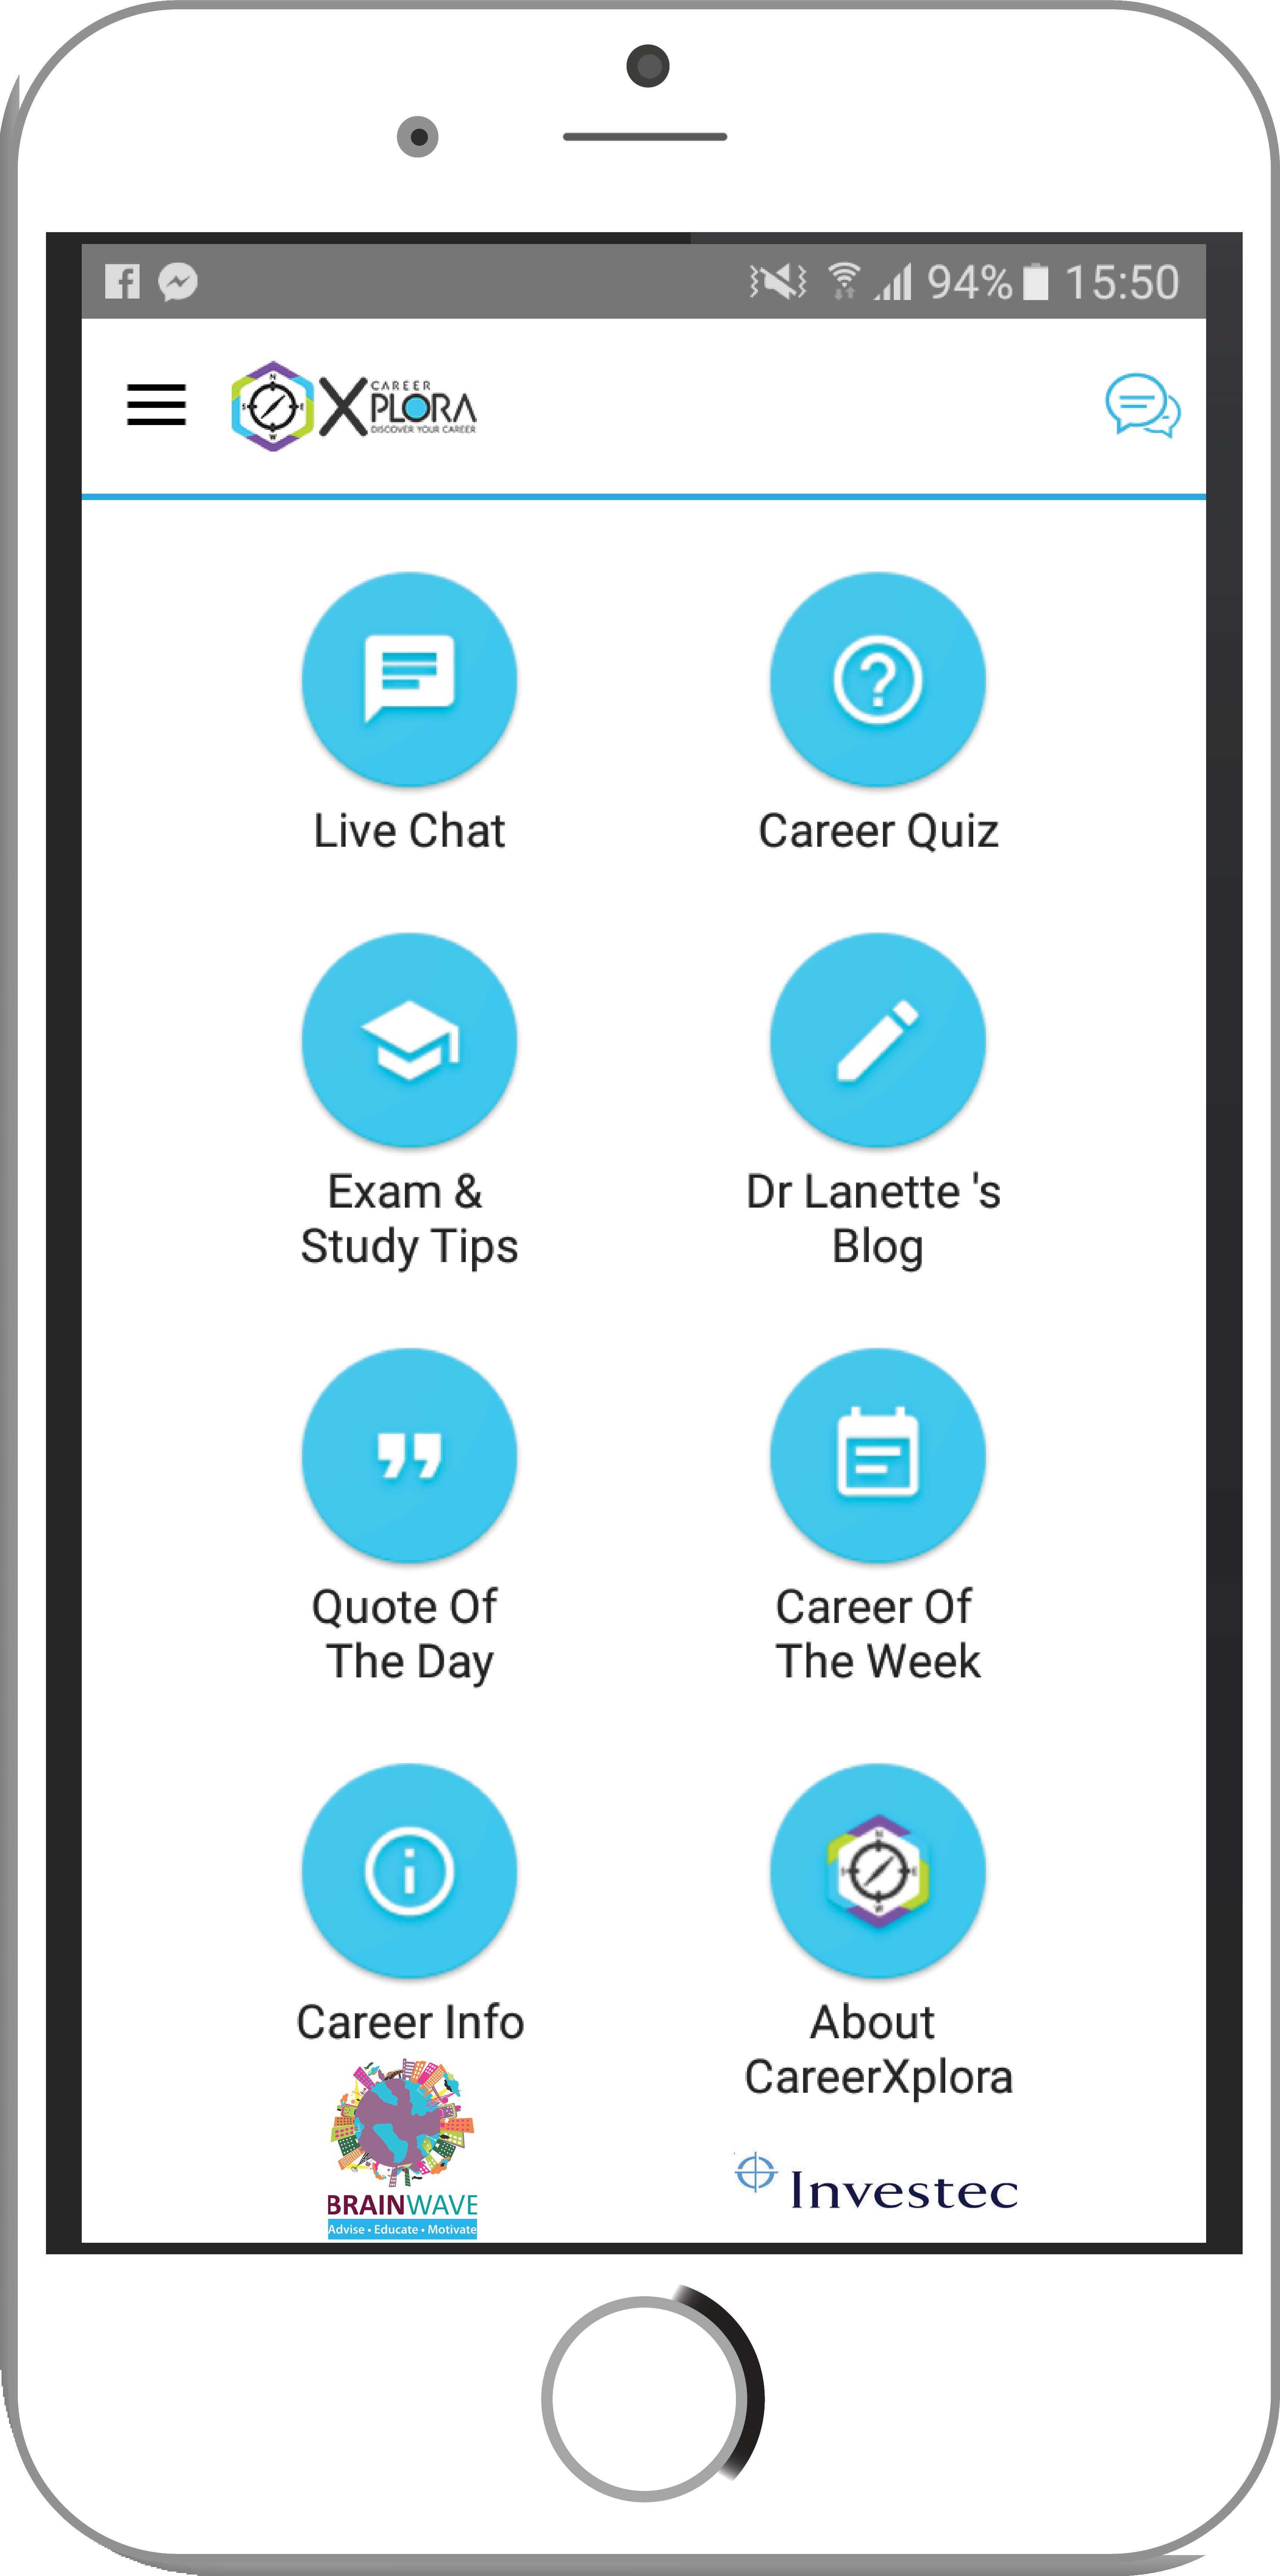 94% 15:50
CAREER
XPLORA
DISCOVER YOUR CAREER
Live Chat
Career Quiz
Exam &
Study Tips
Dr Lanette 's
Blog
Quote Of
The Day
Career Of
The Week
Career Info
About
CareerXplora
BRAINWAVE
Advise • Educate • Motivate
Investec